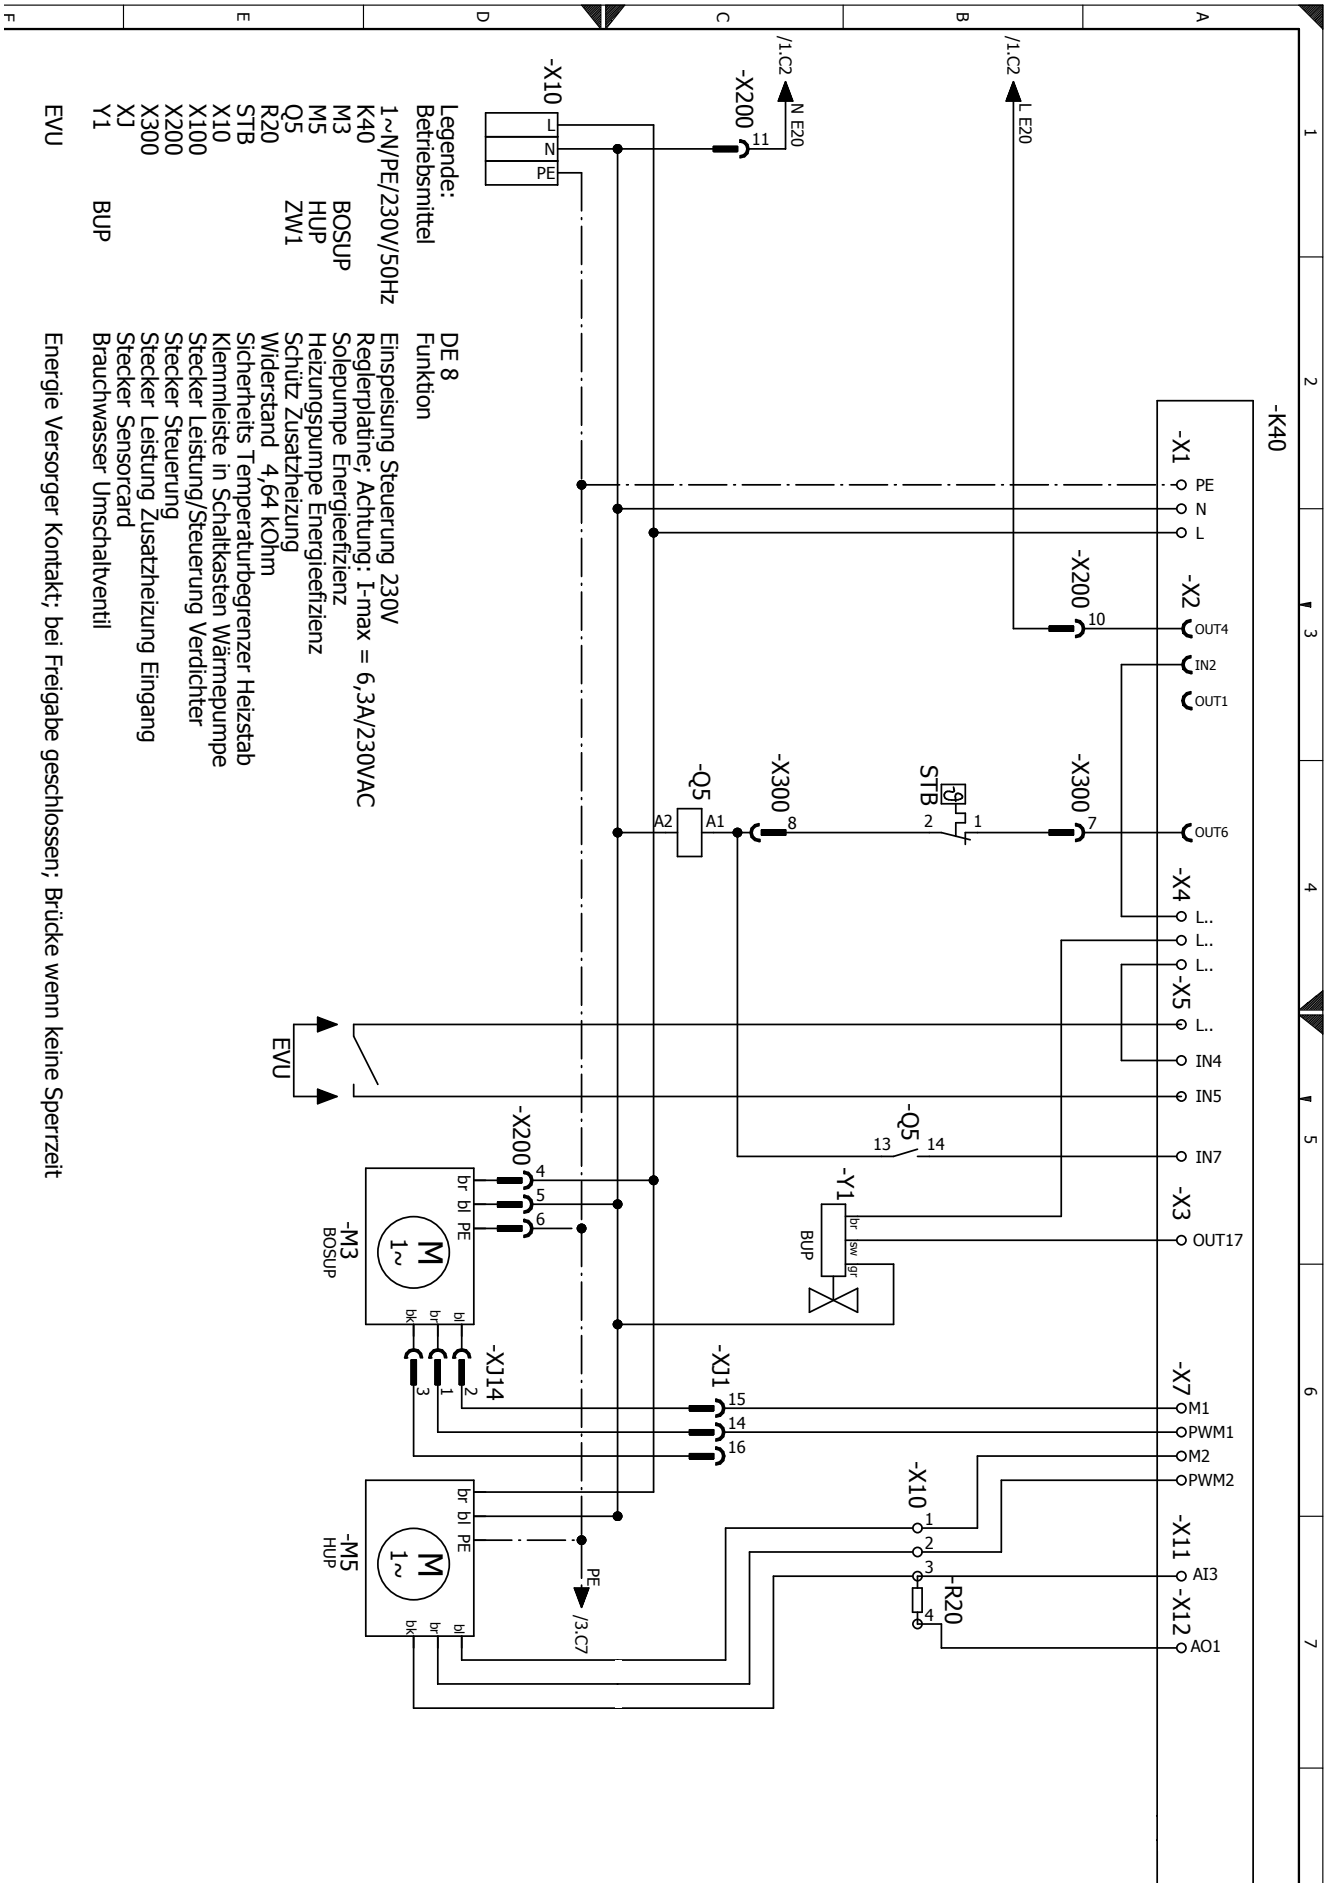 1
2
3
4
5
6
7
A
B
C
D
E
F
-K40
-X1
PE
N
L
-X2
OUT4
IN2
OUT1
OUT6
-X4
L..
L..
L..
-X5
L..
IN4
IN5
IN7
-X3
OUT17
-X7
M1
PWM1
M2
PWM2
-X11
AI3
-X12
AO1
/1.C2
L E20
-X200
10
-X300
7
STB
1
2
-X300
8
-Q5
A1
A2
-Q5
13
14
-Y1
BUP
br
sw
gr
-X10
1
2
3
4
-R20
/1.C2
N E20
-X200
11
-XJ1
15
14
16
-X10
L
N
PE
PE
/3.C7
EVU
-X200
4
5
6
br
bl
PE
M
1~
-M3
BOSUP
bk
br
bl
-XJ14
3
1
2
br
bl
PE
M
1~
-M5
HUP
bk
br
bl
Legende: DE 8
Betriebsmittel Funktion
1~N/PE/230V/50Hz Einspeisung Steuerung 230V
K40 Reglerplatine; Achtung: I-max = 6,3A/230VAC
M3 BOSUP Solepumpe Energieefizienz
M5 HUP Heizungspumpe Energieefizienz
Q5 ZW1 Schütz Zusatzheizung
R20 Widerstand 4,64 kOhm
STB Sicherheits Temperaturbegrenzer Heizstab
X10 Klemmleiste in Schaltkasten Wärmepumpe
X100 Stecker Leistung/Steuerung Verdichter
X200 Stecker Steuerung
X300 Stecker Leistung Zusatzheizung Eingang
XJ Stecker Sensorcard
Y1 BUP Brauchwasser Umschaltventil
EVU Energie Versorger Kontakt; bei Freigabe geschlossen; Brücke wenn keine Sperrzeit